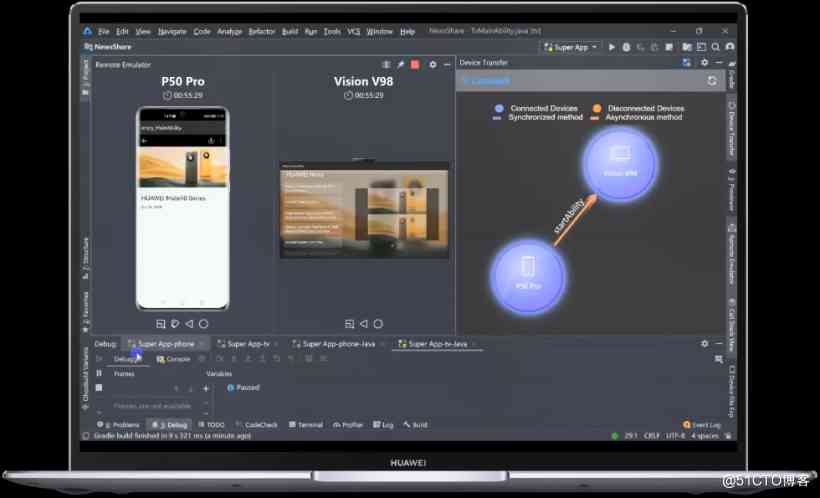 File Edit View Navigate Code Analyze Refactor Build Run Tools VCS Window Help NewsShare - TvMainAbility.java [tv]
NewsShare
Super App
Remote Emulator
Device Transfer
P50 Pro
00:55:29
Vision V98
00:55:29
entry_MainAbility
HUAWEI Mate40 Series
Connected Devices
Disconnected Devices
Synchronized method
Asynchronous method
Vision V98
startAbility
P50 Pro
Project
Structure
Favorites
OhosBuild Variants
Gradle
Device Transfer
Previewer
Remote Emulator
Call Stack View
Device File Exp
Debug:
Super App-phone
Super App-tv
Super App-phone-Java
Super App-tv-Java
Debugger
Console
Frames
Variables
Frames are not available
Paused
Problems
Debug
TODO
CodeCheck
Terminal
Profiler
Log
Build
Event Log
Gradle build finished in 9 s 321 ms (a minute ago)
29:1 CRLF UTF-8 4 spaces
HUAWEI
@51CTO博客